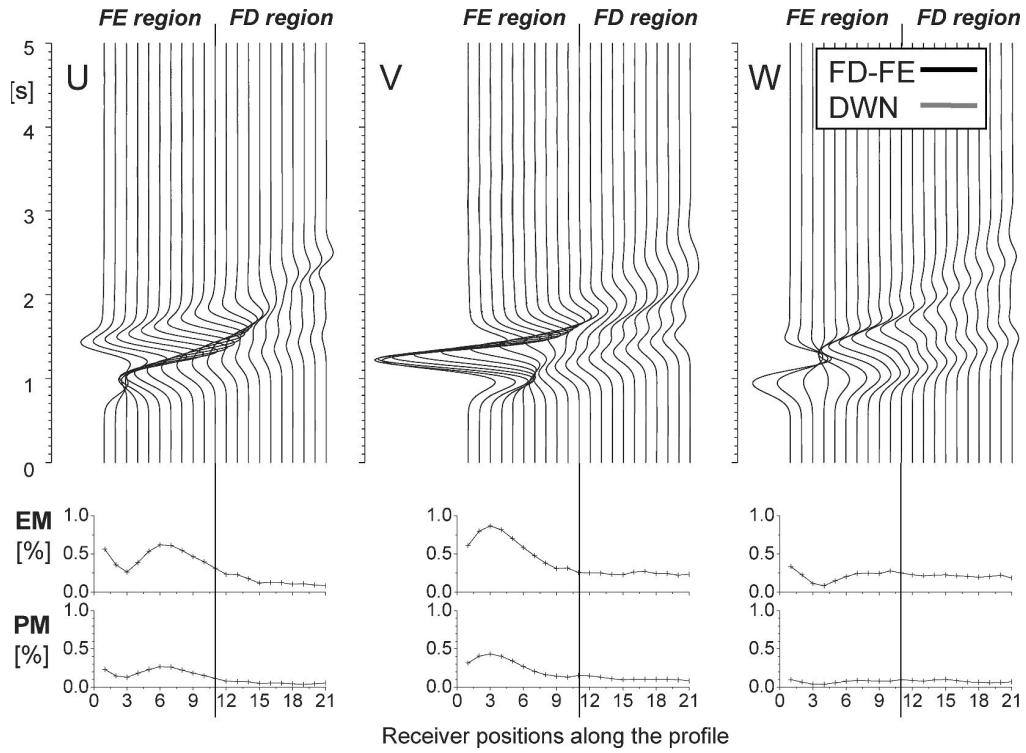 FE region FD region FE region FD region FE region FD region
5
[s]
4
3
2
1
0
U V W
FD-FE
DWN
EM
[%]
1.0 1.0 1.0
0.5 0.5 0.5
0.0 0.0 0.0
PM
[%]
1.0 1.0 1.0
0.5 0.5 0.5
0.0 0.0 0.0
0 3 6 9 12 15 18 21 0 3 6 9 12 15 18 21 0 3 6 9 12 15 18 21
Receiver positions along the profile